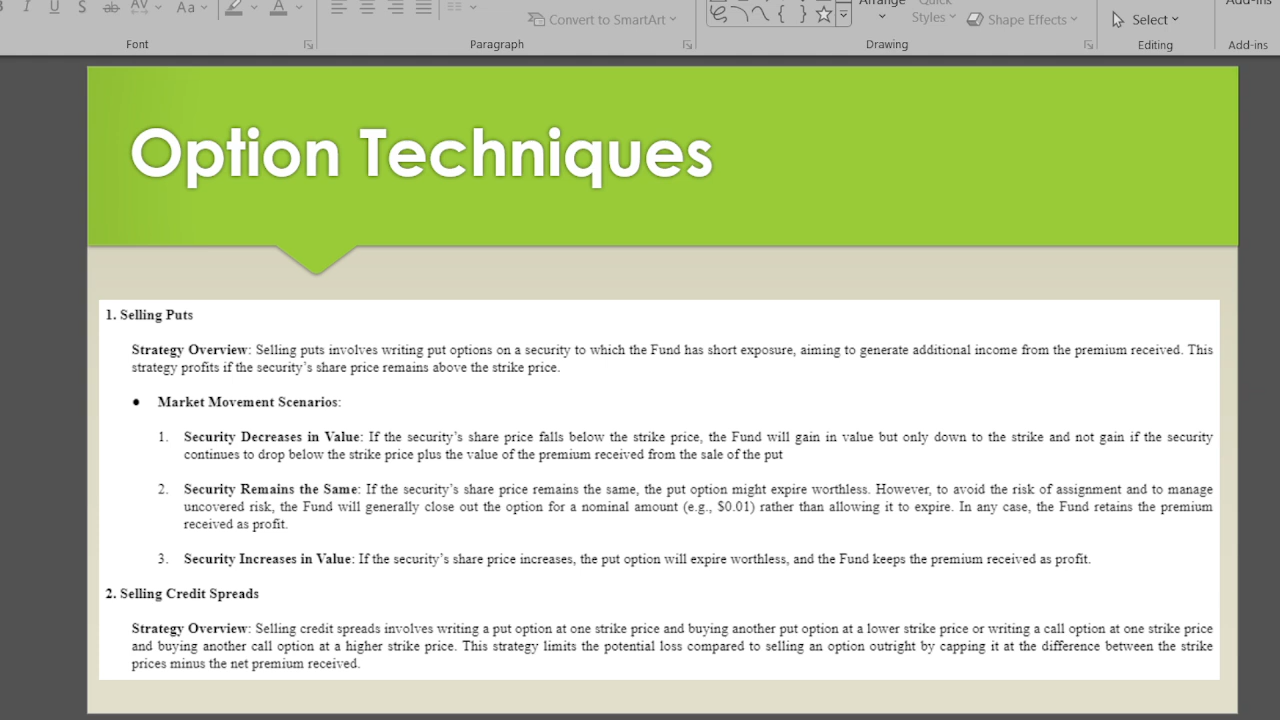 I U S ab AV Aa A
Convert to SmartArt
Arrange
Quick
Styles
Shape Effects
Select
Add-ins
Font
Paragraph
Drawing
Editing
Add-ins
Option Techniques
1. Selling Puts
Strategy Overview: Selling puts involves writing put options on a security to which the Fund has short exposure, aiming to generate additional income from the premium received. This
strategy profits if the security's share price remains above the strike price.
● Market Movement Scenarios:
1. Security Decreases in Value: If the security's share price falls below the strike price, the Fund will gain in value but only down to the strike and not gain if the security
continues to drop below the strike price plus the value of the premium received from the sale of the put
2. Security Remains the Same: If the security's share price remains the same, the put option might expire worthless. However, to avoid the risk of assignment and to manage
uncovered risk, the Fund will generally close out the option for a nominal amount (e.g., $0.01) rather than allowing it to expire. In any case, the Fund retains the premium
received as profit.
3. Security Increases in Value: If the security's share price increases, the put option will expire worthless, and the Fund keeps the premium received as profit.
2. Selling Credit Spreads
Strategy Overview: Selling credit spreads involves writing a put option at one strike price and buying another put option at a lower strike price or writing a call option at one strike price
and buying another call option at a higher strike price. This strategy limits the potential loss compared to selling an option outright by capping it at the difference between the strike
prices minus the net premium received.